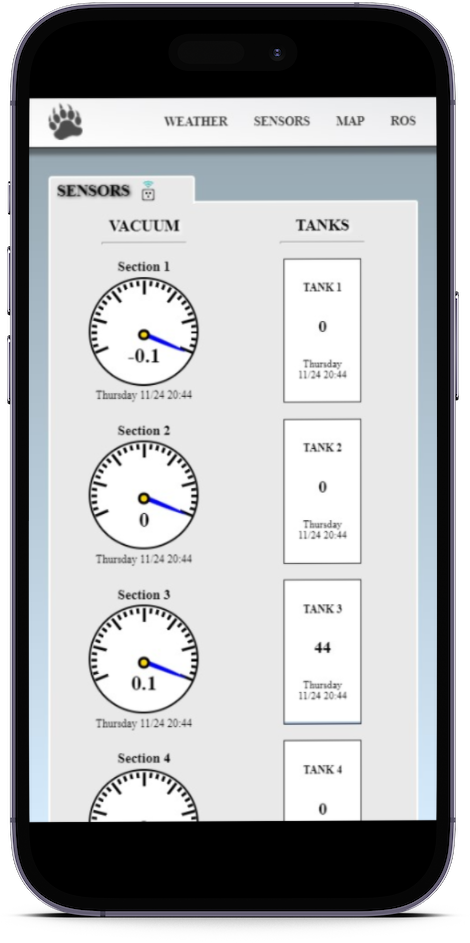 WEATHER SENSORS MAP ROS
SENSORS
VACUUM
Section 1
-0.1
Thursday 11/24 20:44
Section 2
0
Thursday 11/24 20:44
Section 3
0.1
Thursday 11/24 20:44
Section 4
TANKS
TANK 1
0
Thursday
11/24 20:44
TANK 2
0
Thursday
11/24 20:44
TANK 3
44
Thursday
11/24 20:44
TANK 4
0